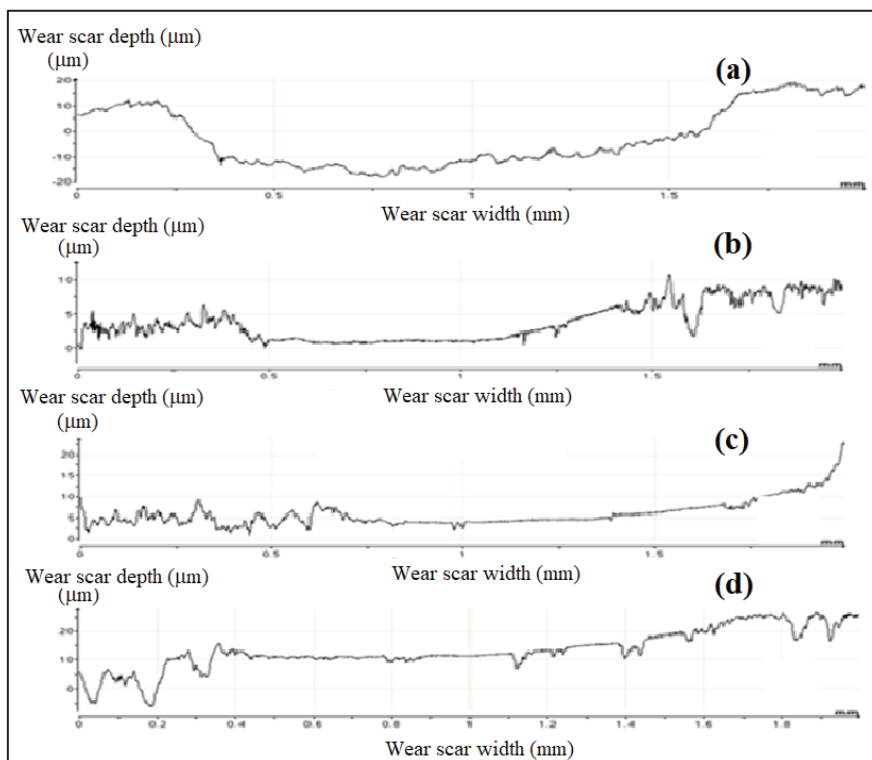 Wear scar depth (μm)
(μm)
(a)
20
10
0
-10
-20
0
0.5
1
1.5
mm
Wear scar width (mm)
Wear scar depth (μm)
(μm)
(b)
10
5
0
0
0.5
1
1.5
mm
Wear scar depth (μm)
Wear scar width (mm)
(μm)
(c)
20
15
10
5
0
0
0.5
1
1.5
mm
Wear scar depth (μm)
Wear scar width (mm)
(μm)
(d)
20
10
0
0
0.2
0.4
0.6
0.8
1
1.2
1.4
1.6
1.8
mm
Wear scar width (mm)